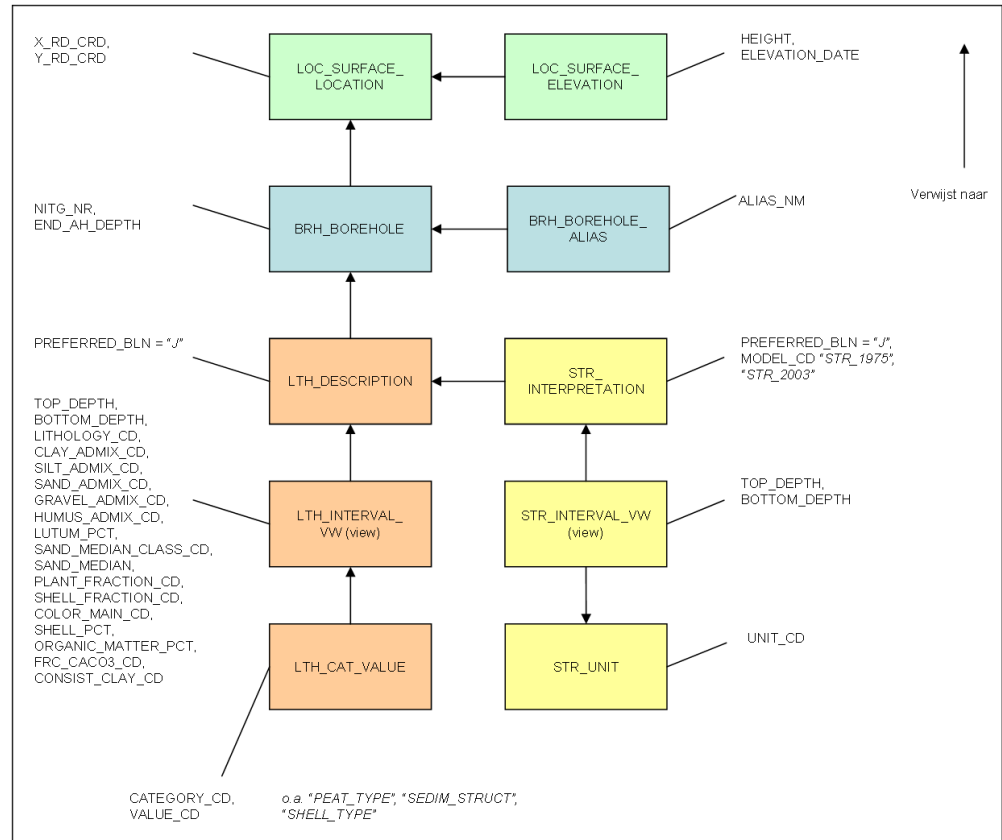 X_RD_CRD,
Y_RD_CRD
LOC_SURFACE_
LOCATION
LOC_SURFACE_
ELEVATION
HEIGHT,
ELEVATION_DATE
Verwijst naar
NITG_NR,
END_AH_DEPTH
BRH_BOREHOLE
BRH_BOREHOLE_
ALIAS
ALIAS_NM
PREFERRED_BLN = "J"
LTH_DESCRIPTION
STR_
INTERPRETATION
PREFERRED_BLN = "J",
MODEL_CD "STR_1975",
"STR_2003"
TOP_DEPTH,
BOTTOM_DEPTH,
LITHOLOGY_CD,
CLAY_ADMIX_CD,
SILT_ADMIX_CD,
SAND_ADMIX_CD,
GRAVEL_ADMIX_CD,
HUMUS_ADMIX_CD,
LUTUM_PCT,
SAND_MEDIAN_CLASS_CD,
SAND_MEDIAN,
PLANT_FRACTION_CD,
SHELL_FRACTION_CD,
COLOR_MAIN_CD,
SHELL_PCT,
ORGANIC_MATTER_PCT,
FRC_CACO3_CD,
CONSIST_CLAY_CD
LTH_INTERVAL_
VW (view)
STR_INTERVAL_VW
(view)
TOP_DEPTH,
BOTTOM_DEPTH
LTH_CAT_VALUE
STR_UNIT
UNIT_CD
CATEGORY_CD,
VALUE_CD
o.a. "PEAT_TYPE", "SEDIM_STRUCT",
"SHELL_TYPE"